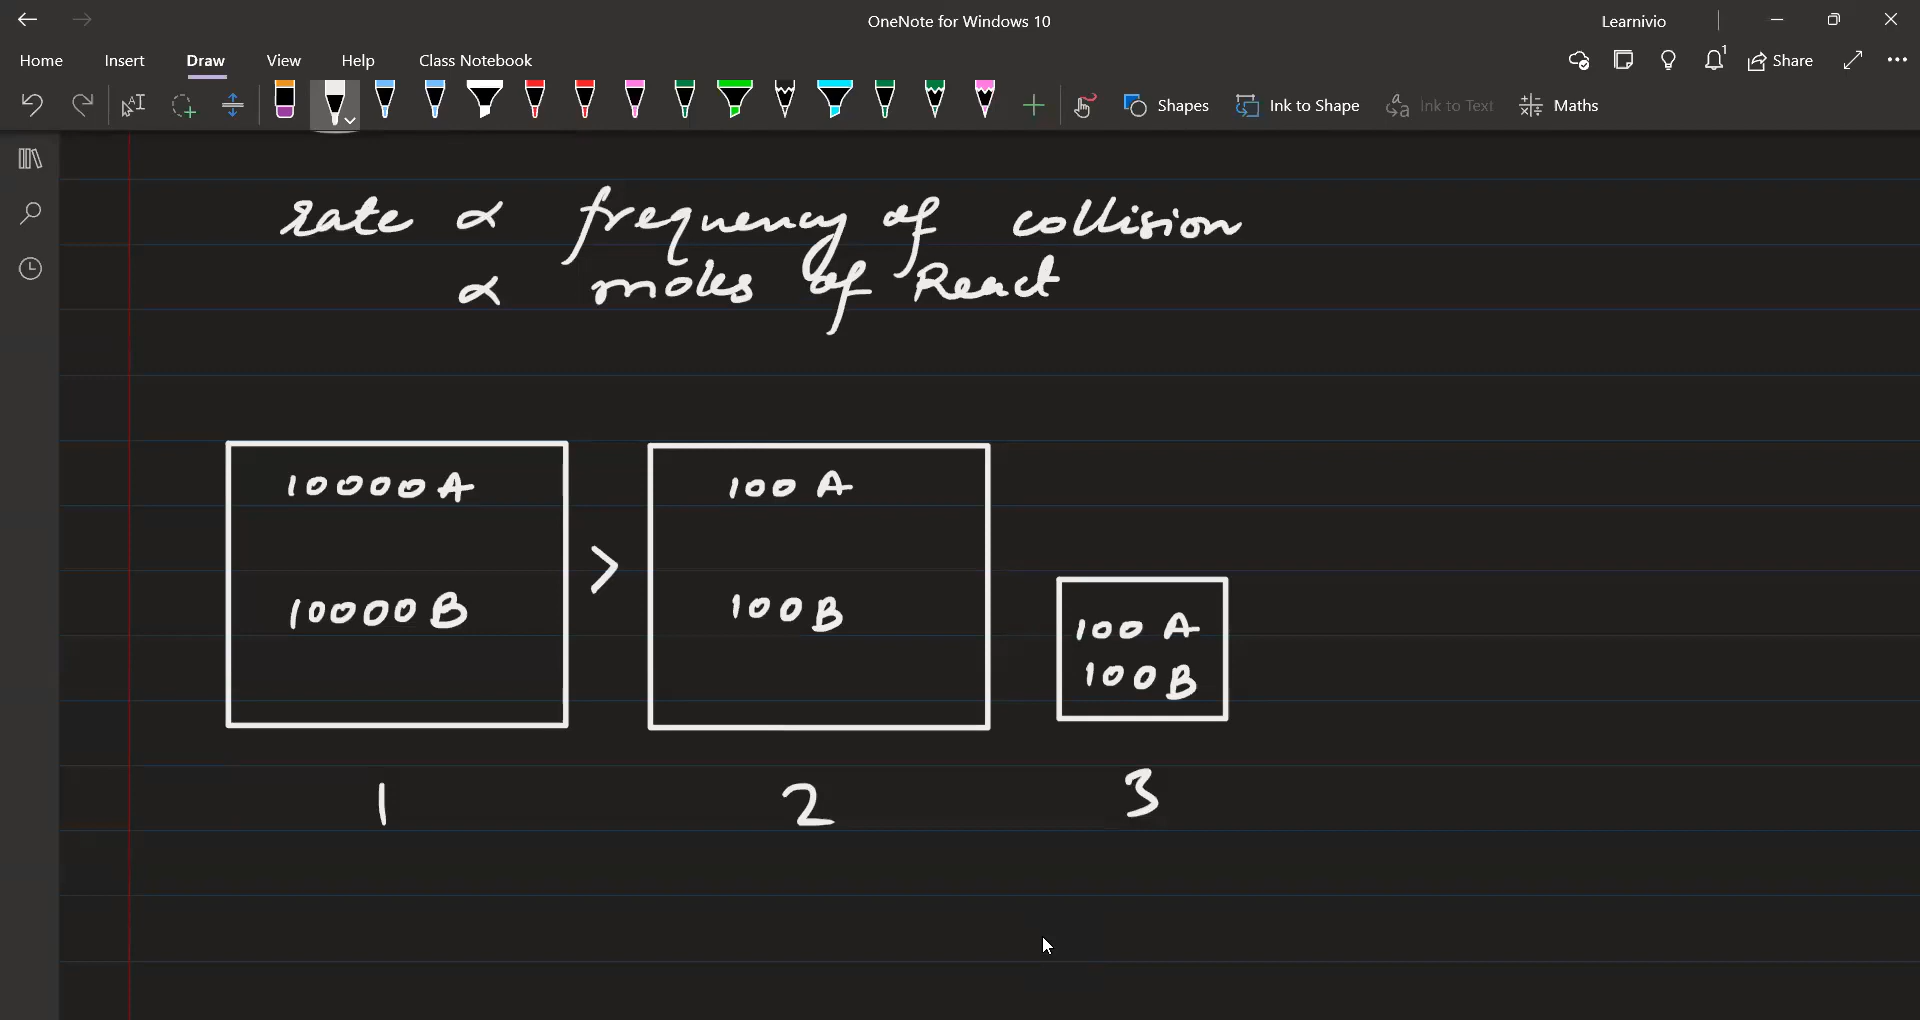 OneNote for Windows 10
Learnivio
Home Insert Draw View Help Class Notebook
1
Share
Shapes Ink to Shape Ink to Text Maths
rate ∝ frequency of collision
∝ moles of React
10000 A
10000 B
>
100 A
100 B
100 A
100 B
1 2 3